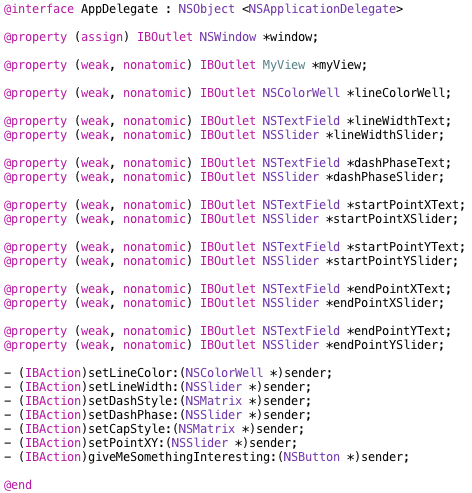 @interface AppDelegate : NSObject <NSApplicationDelegate>
@property (assign) IBOutlet NSWindow *window;
@property (weak, nonatomic) IBOutlet MyView *myView;
@property (weak, nonatomic) IBOutlet NSColorWell *lineColorWell;
@property (weak, nonatomic) IBOutlet NSTextField *lineWidthText;
@property (weak, nonatomic) IBOutlet NSSlider *lineWidthSlider;
@property (weak, nonatomic) IBOutlet NSTextField *dashPhaseText;
@property (weak, nonatomic) IBOutlet NSSlider *dashPhaseSlider;
@property (weak, nonatomic) IBOutlet NSTextField *startPointXText;
@property (weak, nonatomic) IBOutlet NSSlider *startPointXSlider;
@property (weak, nonatomic) IBOutlet NSTextField *startPointYText;
@property (weak, nonatomic) IBOutlet NSSlider *startPointYSlider;
@property (weak, nonatomic) IBOutlet NSTextField *endPointXText;
@property (weak, nonatomic) IBOutlet NSSlider *endPointXSlider;
@property (weak, nonatomic) IBOutlet NSTextField *endPointYText;
@property (weak, nonatomic) IBOutlet NSSlider *endPointYSlider;
- (IBAction)setLineColor:(NSColorWell *)sender;
- (IBAction)setLineWidth:(NSSlider *)sender;
- (IBAction)setDashStyle:(NSMatrix *)sender;
- (IBAction)setDashPhase:(NSSlider *)sender;
- (IBAction)setCapStyle:(NSMatrix *)sender;
- (IBAction)setPointXY:(NSSlider *)sender;
- (IBAction)giveMeSomethingInteresting:(NSButton *)sender;
@end